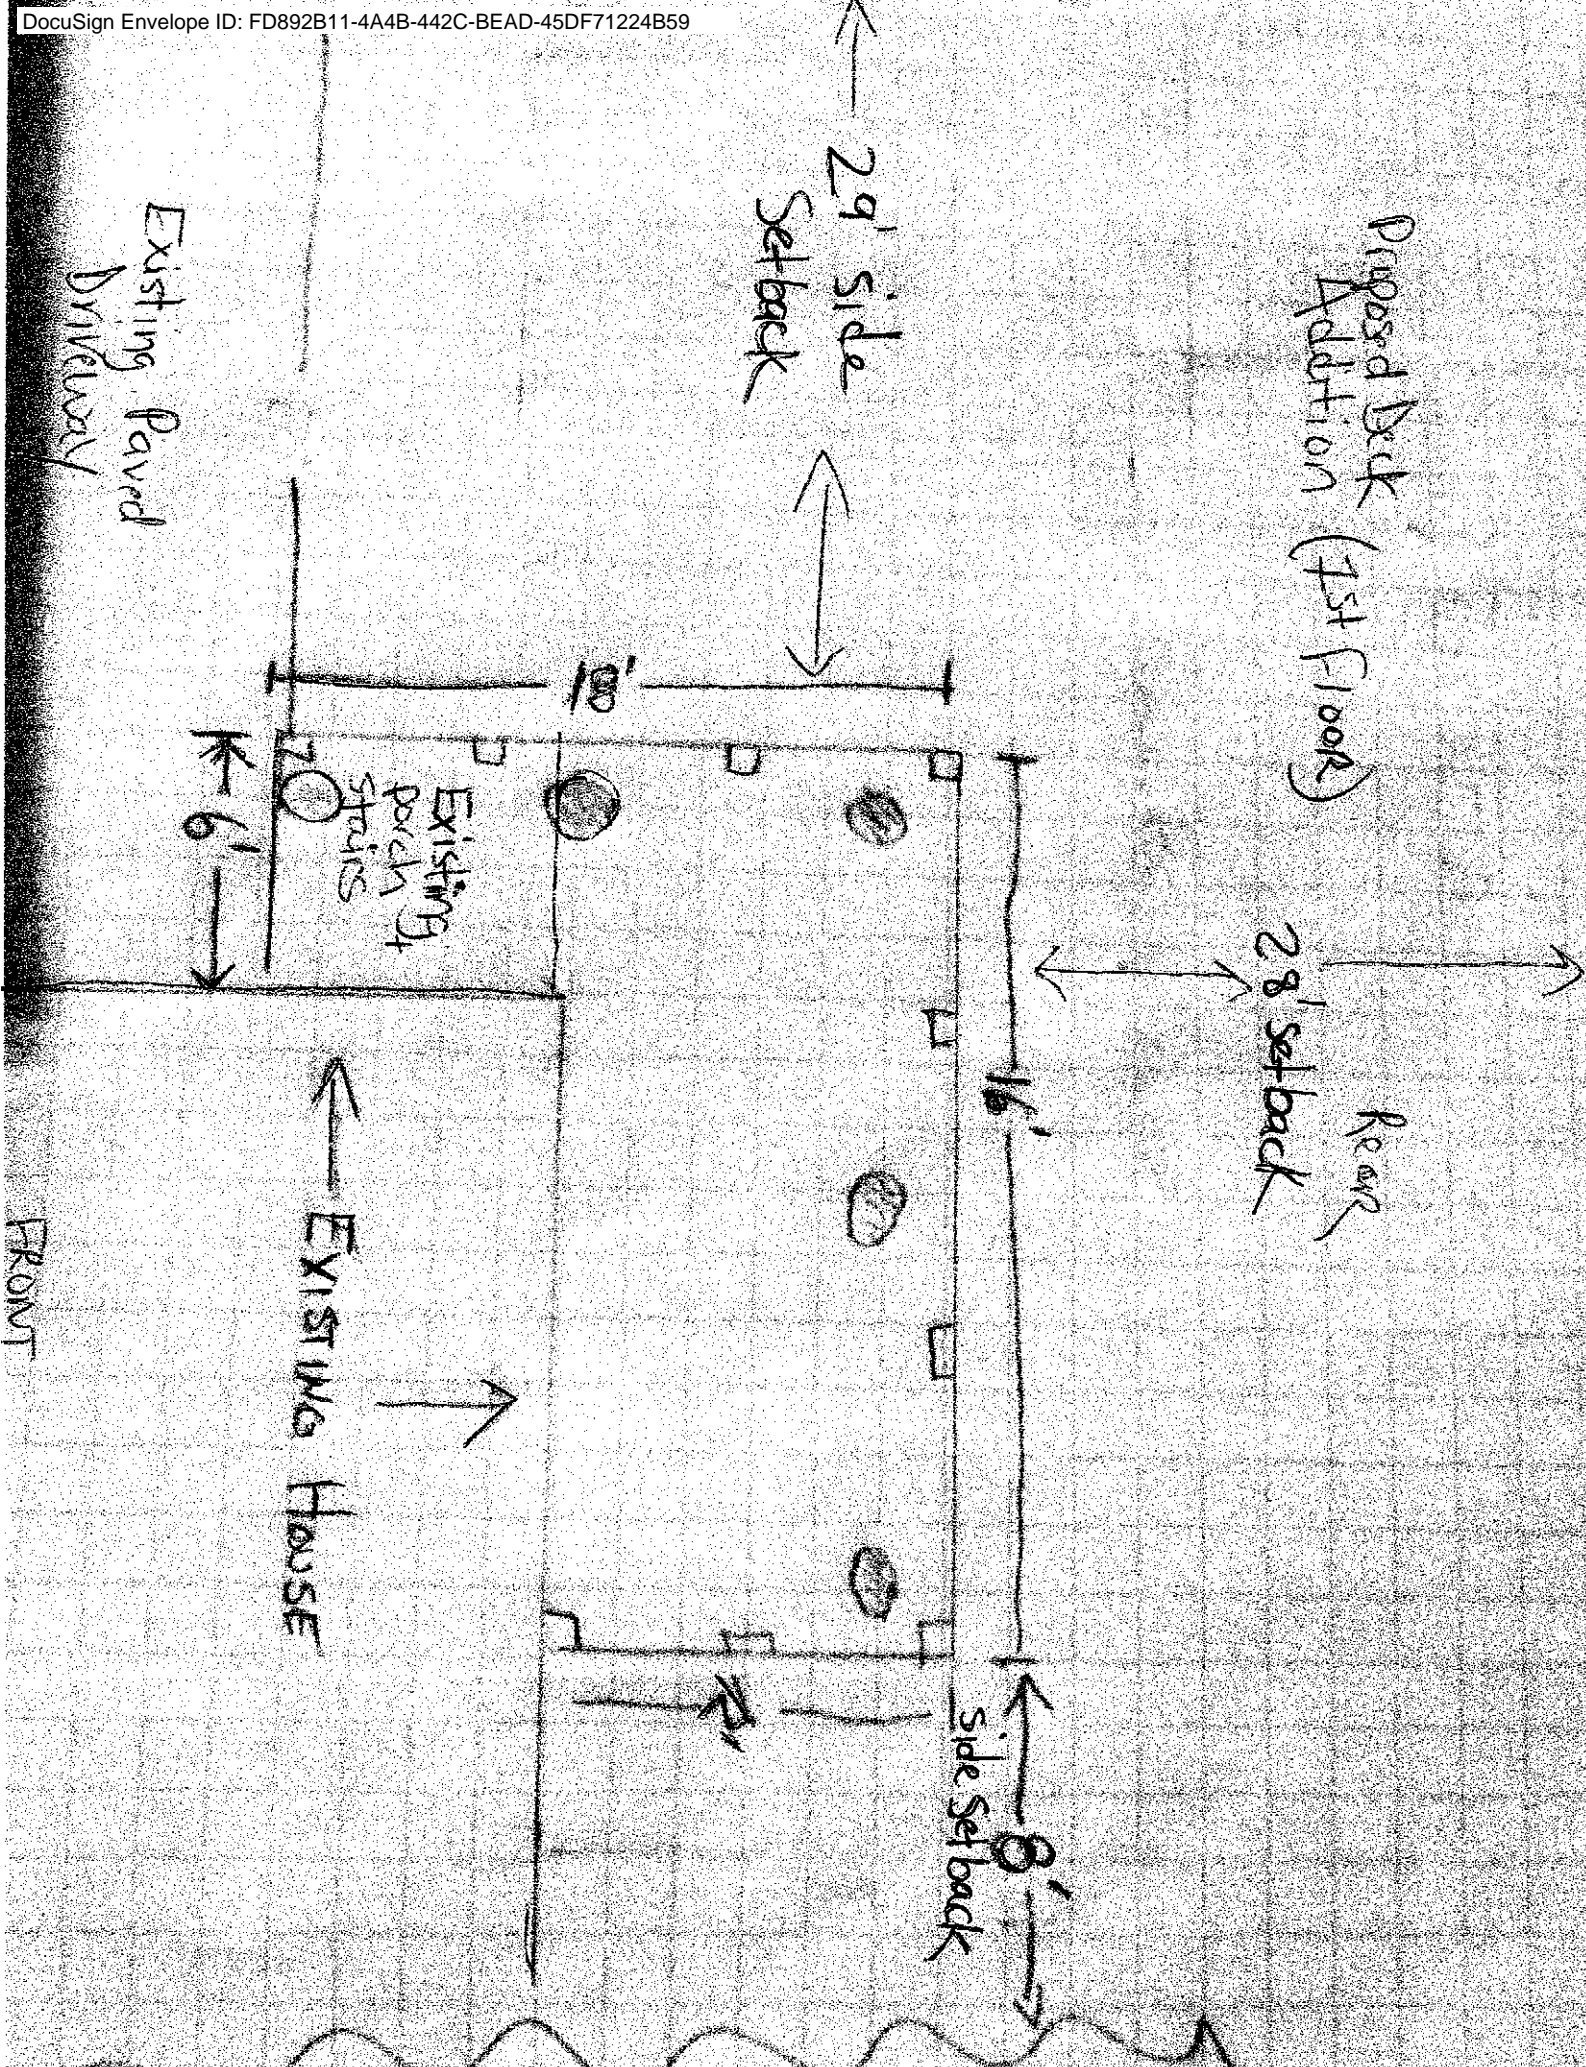 DocuSign Envelope ID: FD892B11-4A4B-442C-BEAD-45DF71224B59
Proposed Deck
Addition (1st Floor)
Rear
28' setback
29' side
Setback
16'
8'
Side Setback
18'
Existing
porch +
stairs
6'
EXISTING HOUSE
Existing Paved
Driveway
FRONT